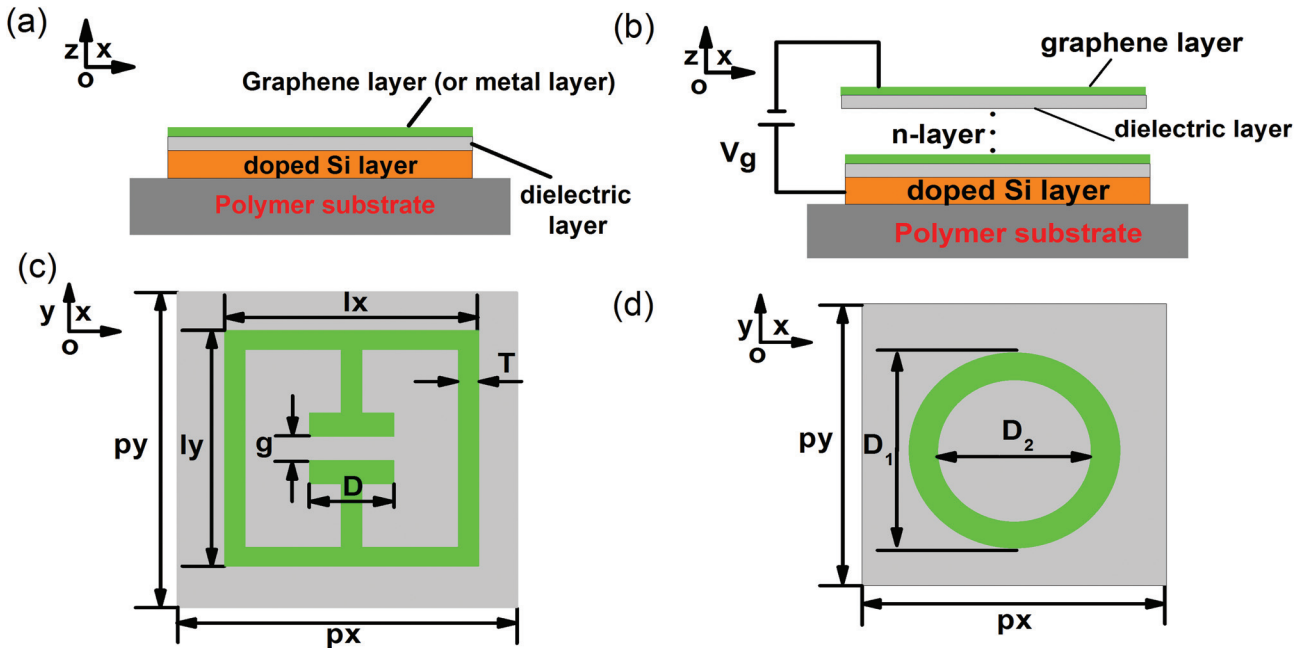 (a)
z
x
o
Graphene layer (or metal layer)
doped Si layer
dielectric
layer
Polymer substrate
(b)
z
x
o
graphene layer
Vg
n-layer
dielectric layer
doped Si layer
Polymer substrate
(c)
y
x
o
lx
T
py
ly
g
D
px
(d)
y
x
o
py
D1
D2
px